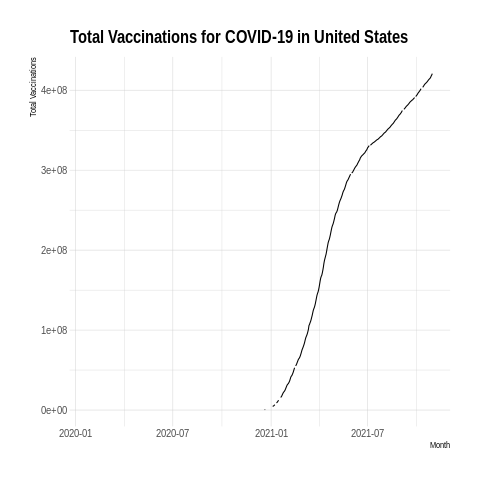 Total Vaccinations for COVID-19 in United States
Total Vaccinations
4e+08
3e+08
2e+08
1e+08
0e+00
2020-01 2020-07 2021-01 2021-07
Month